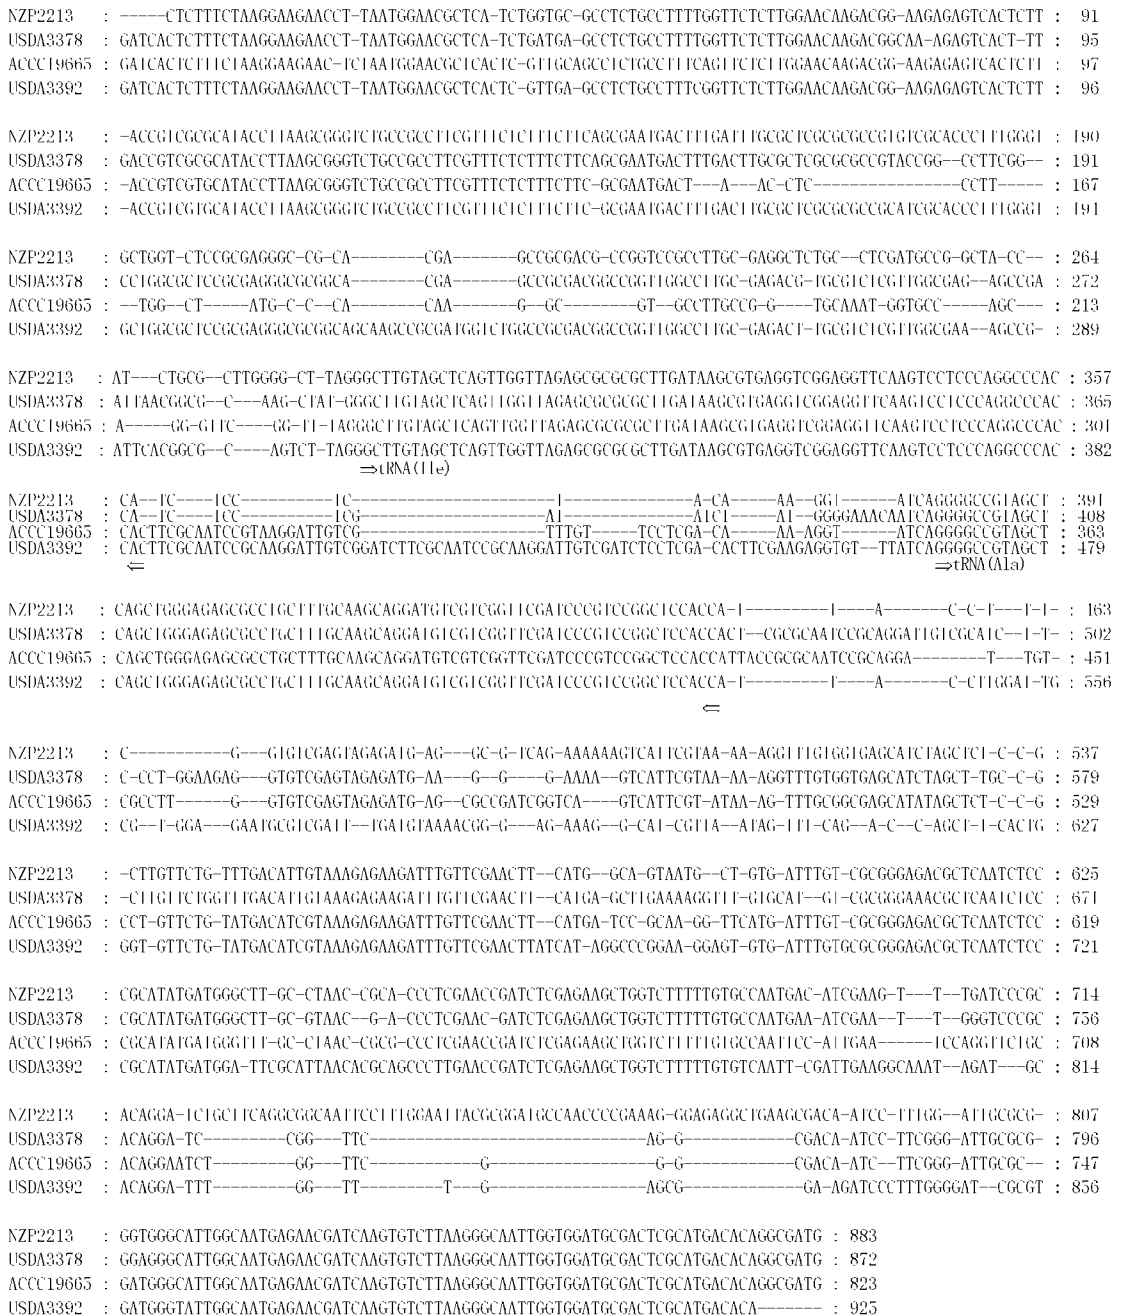 NZP2213 : -----CTCTTTCTAAGGAAGAACCT-TAATGGAACGCTCA-TCTGGTGC-GCCTCTGCCTTTTGGTTCTCTTGGAACAAGACGG-AAGAGAGTCACTCTT : 91
USDA3378 : GATCACTCTTTCTAAGGAAGAACCT-TAATGGAACGCTCA-TCTGATGA-GCCTCTGCCTTTTGGTTCTCTTGGAACAAGACGGCAA-AGAGTCACT-TT : 95
ACCC19665 : GATCACTCTTTCTAAGGAAGAAC-TCTAATGGAACGCTCACTC-GTTGCAGCCTCTGCCTTTCAGTTCTCTTGGAACAAGACGG-AAGAGAGTCACTCTT : 97
USDA3392 : GATCACTCTTTCTAAGGAAGAACCT-TAATGGAACGCTCACTC-GTTGA-GCCTCTGCCTTTCGGTTCTCTTGGAACAAGACGG-AAGAGAGTCACTCTT : 96
NZP2213 : -ACCGTCGCGCATACCTTAAGCGGGTCTGCCGCCTTCGTTTCTCTTTCTTCAGCGAATGACTTTGATTTGCGCTCGCGCGCCGTGTCGCACCCTTTGGGT : 190
USDA3378 : GACCGTCGCGCATACCTTAAGCGGGTCTGCCGCCTTCGTTTCTCTTTCTTCAGCGAATGACTTTGACTTGCGCTCGCGCGCCGTACCGG--CCTTCGG-- : 191
ACCC19665 : -ACCGTCGTGCATACCTTAAGCGGGTCTGCCGCCTTCGTTTCTCTTTCTTC-GCGAATGACT---A---AC-CTC----------------CCTT----- : 167
USDA3392 : -ACCGTCGTGCATACCTTAAGCGGGTCTGCCGCCTTCGTTTCTCTTTCTTC-GCGAATGACTTTGACTTGCGCTCGCGCGCCGCATCGCACCCTTTGGGT : 191
NZP2213 : GCTGGT-CTCCGCGAGGGC-CG-CA--------CGA-------GCCGCGACG-CCGGTCCGCCTTGC-GAGGCTCTGC--CTCGATGCCG-GCTA-CC-- : 264
USDA3378 : CCTGGCGCTCCGCGAGGGCGCGGCA--------CGA-------GCCGCGACGGCCGGTTGGCCTTGC-GAGACG-TGCGTCTCGTTGGCGAG--AGCCGA : 272
ACCC19665 : --TGG--CT-----ATG-C-C--CA--------CAA-------G--GC-------GT--GCCTTGCCG-G---TGCAAAT-GGTGCC-----AGC--- : 213
USDA3392 : GCTGGCGCTCCGCGAGGGCGCGGCAGCAAGCCGCGATGGTCTGGCCGCGACGGCCGGTTGGCCTTGC-GAGACT-TGCGTCTCGTTGGCGAA--AGCCG- : 289
NZP2213 : AT---CTGCG--CTTGGGG-CT-TAGGGCTTGTAGCTCAGTTGGTTAGAGCGCGCGCTTGATAAGCGTGAGGTCGGAGGTTCAAGTCCTCCCAGGCCCAC : 357
USDA3378 : ATTAACGGCG--C---AAG-CTAT-GGGCTTGTAGCTCAGTTGGTTAGAGCGCGCGCTTGATAAGCGTGAGGTCGGAGGTTCAAGTCCTCCCAGGCCCAC : 365
ACCC19665 : A-----GG-GTTC----GG-TT-TAGGGCTTGTAGCTCAGTTGGTTAGAGCGCGCGCTTGATAAGCGTGAGGTCGGAGGTTCAAGTCCTCCCAGGCCCAC : 301
USDA3392 : ATTCACGGCG--C----AGTCT-TAGGGCTTGTAGCTCAGTTGGTTAGAGCGCGCGCTTGATAAGCGTGAGGTCGGAGGTTCAAGTCCTCCCAGGCCCAC : 382
⇒tRNA(Ile)
NZP2213 : CA--TC----TCC----------TC----------------------T--------------A-CA-----AA--GGT------ATCAGGGGCCGTAGCT : 391
USDA3378 : CA--TC----TCC----------TCG--------------------AT--------------ATCT-----AT--GGGGAAACAATCAGGGGCCGTAGCT : 408
ACCC19665 : CACTTCGCAATCCGTAAGGATTGTCG--------------------TTTGT-----TCCTCGA-CA-----AA-AGGT------ATCAGGGGCCGTAGCT : 363
USDA3392 : CACTTCGCAATCCGCAAGGATTGTCGGATCTTCGCAATCCGCAAGGATTGTCGATCTCCTCGA-CACTTCGAAGAGGTGT--TTATCAGGGGCCGTAGCT : 479
⇐ ⇒tRNA(Ala)
NZP2213 : CAGCTGGGAGAGCGCCTGCTTTGCAAGCAGGATGTCGTCGGTTCGATCCCGTCCGGCTCCACCA-T---------T----A-------C-C-T---T-T- : 463
USDA3378 : CAGCTGGGAGAGCGCCTGCTTTGCAAGCAGGATGTCGTCGGTTCGATCCCGTCCGGCTCCACCACT--CGCGCAATCCGCAGGATTGTCGCATC--T-T- : 502
ACCC19665 : CAGCTGGGAGAGCGCCTGCTTTGCAAGCAGGATGTCGTCGGTTCGATCCCGTCCGGCTCCACCATTACCGCGCAATCCGCAGGA--------T---TGT- : 451
USDA3392 : CAGCTGGGAGAGCGCCTGCTTTGCAAGCAGGATGTCGTCGGTTCGATCCCGTCCGGCTCCACCA-T---------T----A-------C-CTTGGAT-TG : 556
⇐
NZP2213 : C-----------G---GTGTCGAGTAGAGATG-AG---GC-G-TCAG-AAAAAAGTCATTCGTAA-AA-AGGTTTGTGGTGAGCATCTAGCTCT-C-C-G : 537
USDA3378 : C-CCT-GGAAGAG---GTGTCGAGTAGAGATG-AA---G--G----G-AAAA--GTCATTCGTAA-AA-AGGTTTGTGGTGAGCATCTAGCT-TGC-C-G : 579
ACCC19665 : CGCCTT------G---GTGTCGAGTAGAGATG-AG--CGCCGATCGGTCA----GTCATTCGT-ATAA-AG-TTTGCGGCGAGCATATAGCTCT-C-C-G : 529
USDA3392 : CG--T-GGA---GAATGCGTCGATT--TGATGTAAAACGG-G---AG-AAAG--G-CAT-CGTTA--ATAG-TTT-CAG--A-C--C-AGCT-T-CACTG : 627
NZP2213 : -CTTGTTCTG-TTTGACATTGTAAAGAGAAGATTTGTTCGAACTT--CATG--GCA-GTAATG--CT-GTG-ATTTGT-CGCGGGAGACGCTCAATCTCC : 625
USDA3378 : -CTTGTTCTGGTTTGACATTGTAAAGAGAAGATTTGTTCGAACTT--CATGA-GCTTGAAAAGGTTT-GTGCAT--GT-CGCGGGAAACGCTCAATCTCC : 671
ACCC19665 : CCT-GTTCTG-TATGACATCGTAAAGAGAAGATTTGTTCGAACTT--CATGA-TCC-GCAA-GG-TTCATG-ATTTGT-CGCGGGAGACGCTCAATCTCC : 619
USDA3392 : GGT-GTTCTG-TATGACATCGTAAAGAGAAGATTTGTTCGAACTTATCAT-AGGCCCGGAA-GGAGT-GTG-ATTTGTGCGCGGGAGACGCTCAATCTCC : 721
NZP2213 : CGCATATGATGGGCTT-GC-CTAAC-CGCA-CCCTCGAACCGATCTCGAGAAGCTGGTCTTTTTGTGCCAATGAC-ATCGAAG-T---T--TGATCCCGC : 714
USDA3378 : CGCATATGATGGGCTT-GC-GTAAC--G-A-CCCTCGAAC-GATCTCGAGAAGCTGGTCTTTTTGTGCCAATGAA-ATCGAA--T---T--GGGTCCCGC : 756
ACCC19665 : CGCATATGATGGGTTT-GC-CTAAC-CGCG-CCCTCGAACCGATCTCGAGAAGCTGGTCTTTTTGTGCCAATTCC-ATTGAA------TCCAGGTTCTGC : 708
USDA3392 : CGCATATGATGGA-TTCGCATTAACACGCAGCCCTTGAACCGATCTCGAGAAGCTGGTCTTTTTGTGTCAATT-CGATTGAAGGCAAAT--AGAT---GC : 814
NZP2213 : ACAGGA-TCTGCTTCAGGCGGCAATTCCTTTGGAATTACGCGGATGCCAACCCCGAAAG-GGAGAGGCTGAAGCGACA-ATCC-TTTGG--ATTGCGCG- : 807
USDA3378 : ACAGGA-TC---------CGG---TTC------------------------------AG-G------------CGACA-ATCC-TTCGGG-ATTGCGCG- : 796
ACCC19665 : ACAGGAATCT---------GG---TTC------------G------------------G-G------------CGACA-ATC--TTCGGG-ATTGCGC-- : 747
USDA3392 : ACAGGA-TTT---------GG---TT---------T---G-----------------AGCG-------------GA-AGATCCCTTTGGGGAT--CGCGT : 856
NZP2213 : GGTGGGCATTGGCAATGAGAACGATCAAGTGTCTTAAGGGCAATTGGTGGATGCGACTCGCATGACACAGGCGATG : 883
USDA3378 : GGAGGGCATTGGCAATGAGAACGATCAAGTGTCTTAAGGGCAATTGGTGGATGCGACTCGCATGACACAGGCGATG : 872
ACCC19665 : GATGGGCATTGGCAATGAGAACGATCAAGTGTCTTAAGGGCAATTGGTGGATGCGACTCGCATGACACAGGCGATG : 823
USDA3392 : GATGGGTATTGGCAATGAGAACGATCAAGTGTCTTAAGGGCAATTGGTGGATGCGACTCGCATGACACA------- : 925